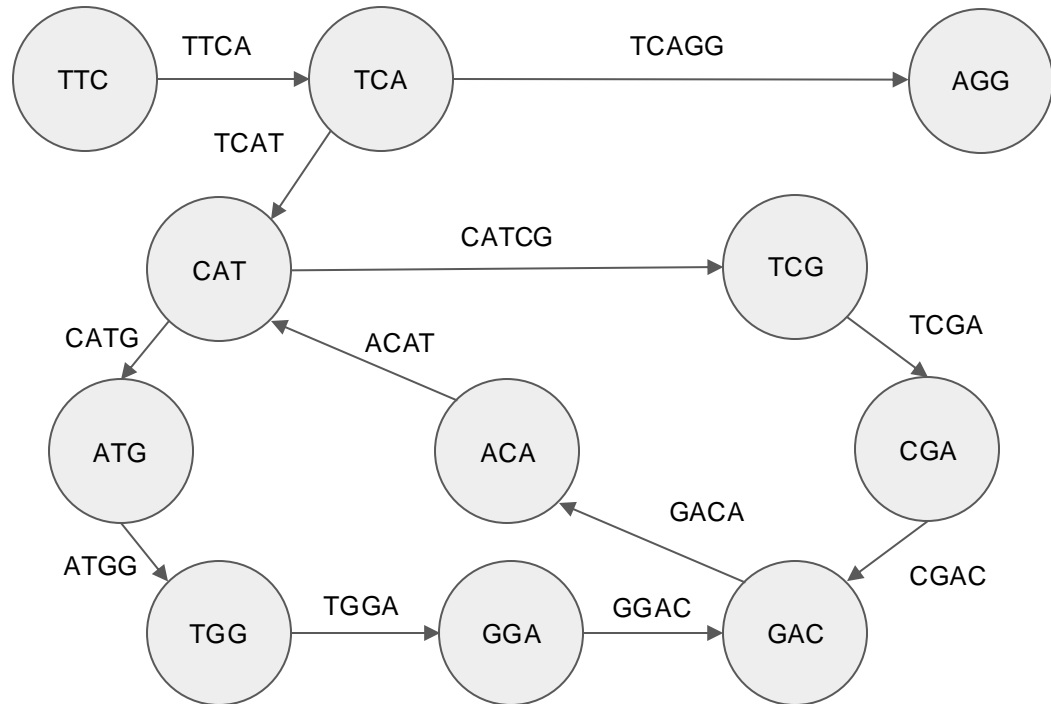 TTCA
TCAGG
TTC
TCA
AGG
TCAT
CATCG
CAT
TCG
CATG
ACAT
TCGA
ATG
ACA
CGA
GACA
ATGG
CGAC
TGGA
GGAC
TGG
GGA
GAC